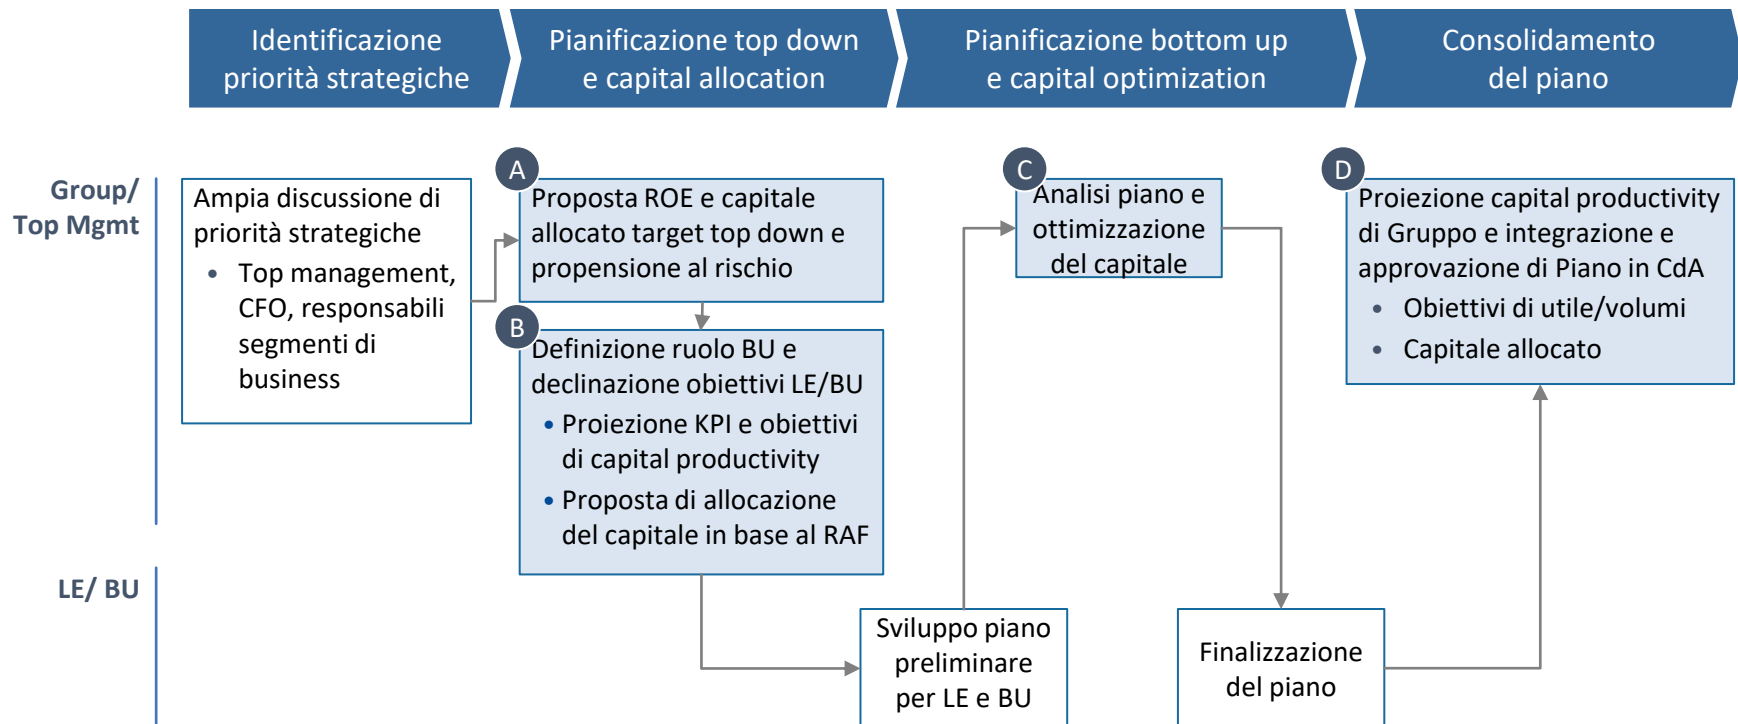 Identificazione
priorità strategiche
Pianificazione top down
e capital allocation
Pianificazione bottom up
e capital optimization
Consolidamento
del piano
Group/
Top Mgmt
Ampia discussione di
priorità strategiche
• Top management,
CFO, responsabili
segmenti di
business
A
Proposta ROE e capitale
allocato target top down e
propensione al rischio
B
Definizione ruolo BU e
declinazione obiettivi LE/BU
• Proiezione KPI e obiettivi
di capital productivity
• Proposta di allocazione
del capitale in base al RAF
C
Analisi piano e
ottimizzazione
del capitale
D
Proiezione capital productivity
di Gruppo e integrazione e
approvazione di Piano in CdA
• Obiettivi di utile/volumi
• Capitale allocato
LE/ BU
Sviluppo piano
preliminare
per LE e BU
Finalizzazione
del piano